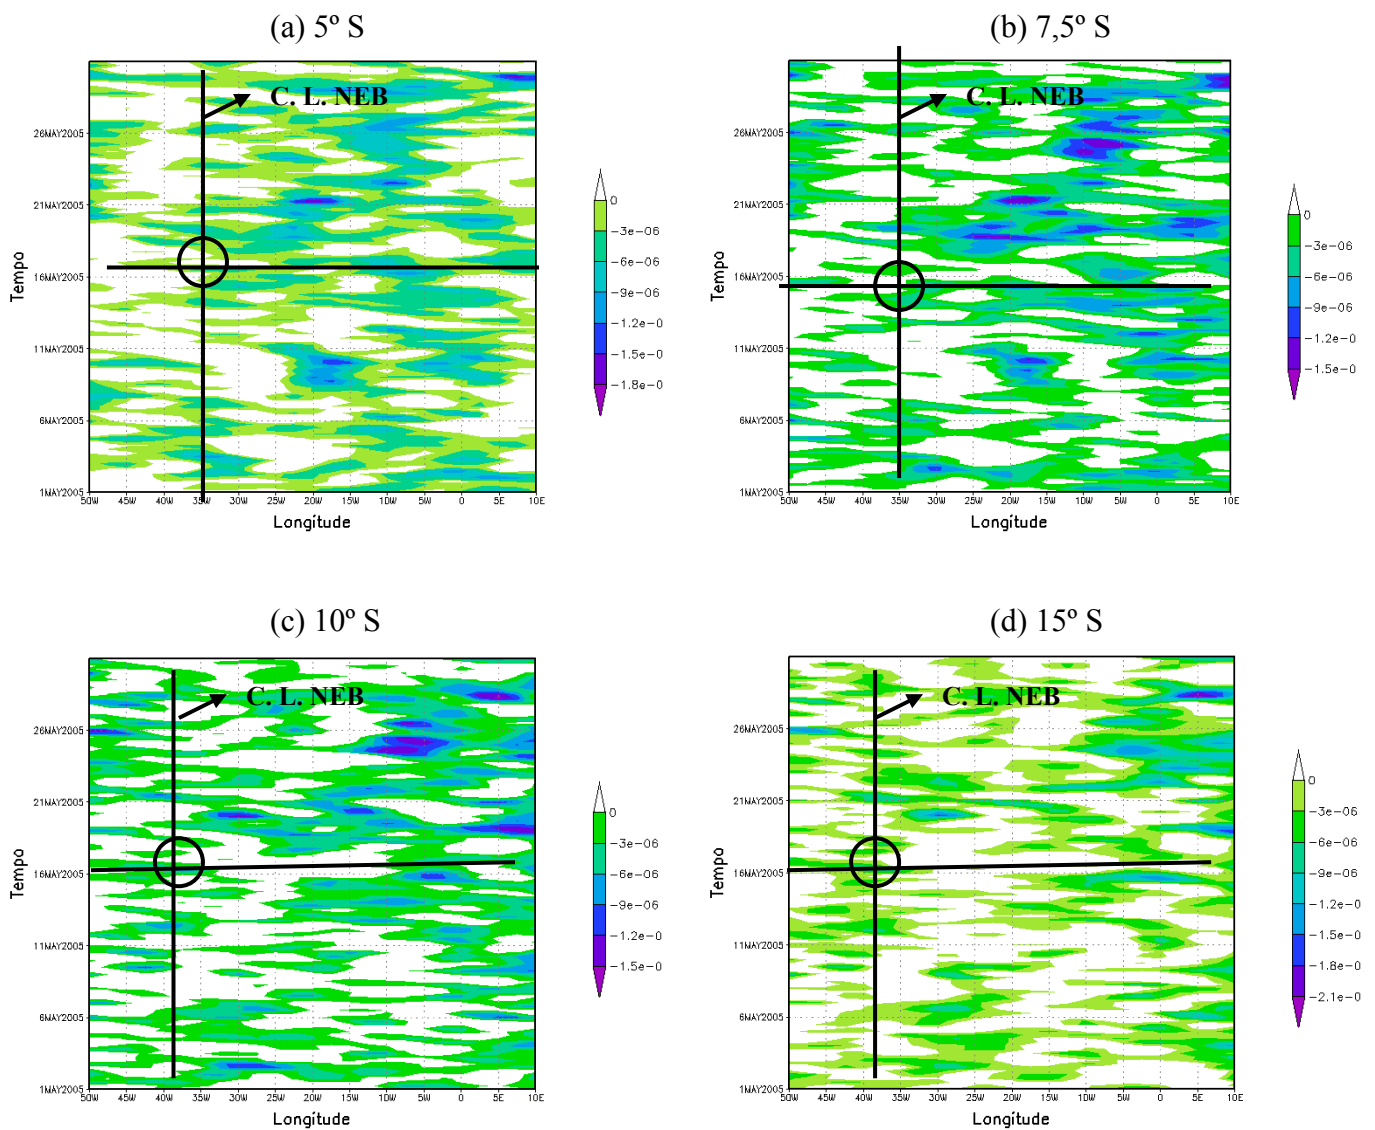 (a) 5º S
C. L. NEB
26MAY2005
21MAY2005
16MAY2005
11MAY2005
6MAY2005
1MAY2005
50W 45W 40W 35W 30W 25W 20W 15W 10W 5W 0 5E 10E
Longitude
Tempo
0
-3e-06
-6e-06
-9e-06
-1.2e-0
-1.5e-0
-1.8e-0
(b) 7,5º S
C. L. NEB
26MAY2005
21MAY2005
16MAY2005
11MAY2005
6MAY2005
1MAY2005
50W 45W 40W 35W 30W 25W 20W 15W 10W 5W 0 5E 10E
Longitude
Tempo
0
-3e-06
-6e-06
-9e-06
-1.2e-0
-1.5e-0
(c) 10º S
C. L. NEB
26MAY2005
21MAY2005
16MAY2005
11MAY2005
6MAY2005
1MAY2005
50W 45W 40W 35W 30W 25W 20W 15W 10W 5W 0 5E 10E
Longitude
Tempo
0
-3e-06
-6e-06
-9e-06
-1.2e-0
-1.5e-0
(d) 15º S
C. L. NEB
26MAY2005
21MAY2005
16MAY2005
11MAY2005
6MAY2005
1MAY2005
50W 45W 40W 35W 30W 25W 20W 15W 10W 5W 0 5E 10E
Longitude
Tempo
0
-3e-06
-6e-06
-9e-06
-1.2e-0
-1.5e-0
-1.8e-0
-2.1e-0